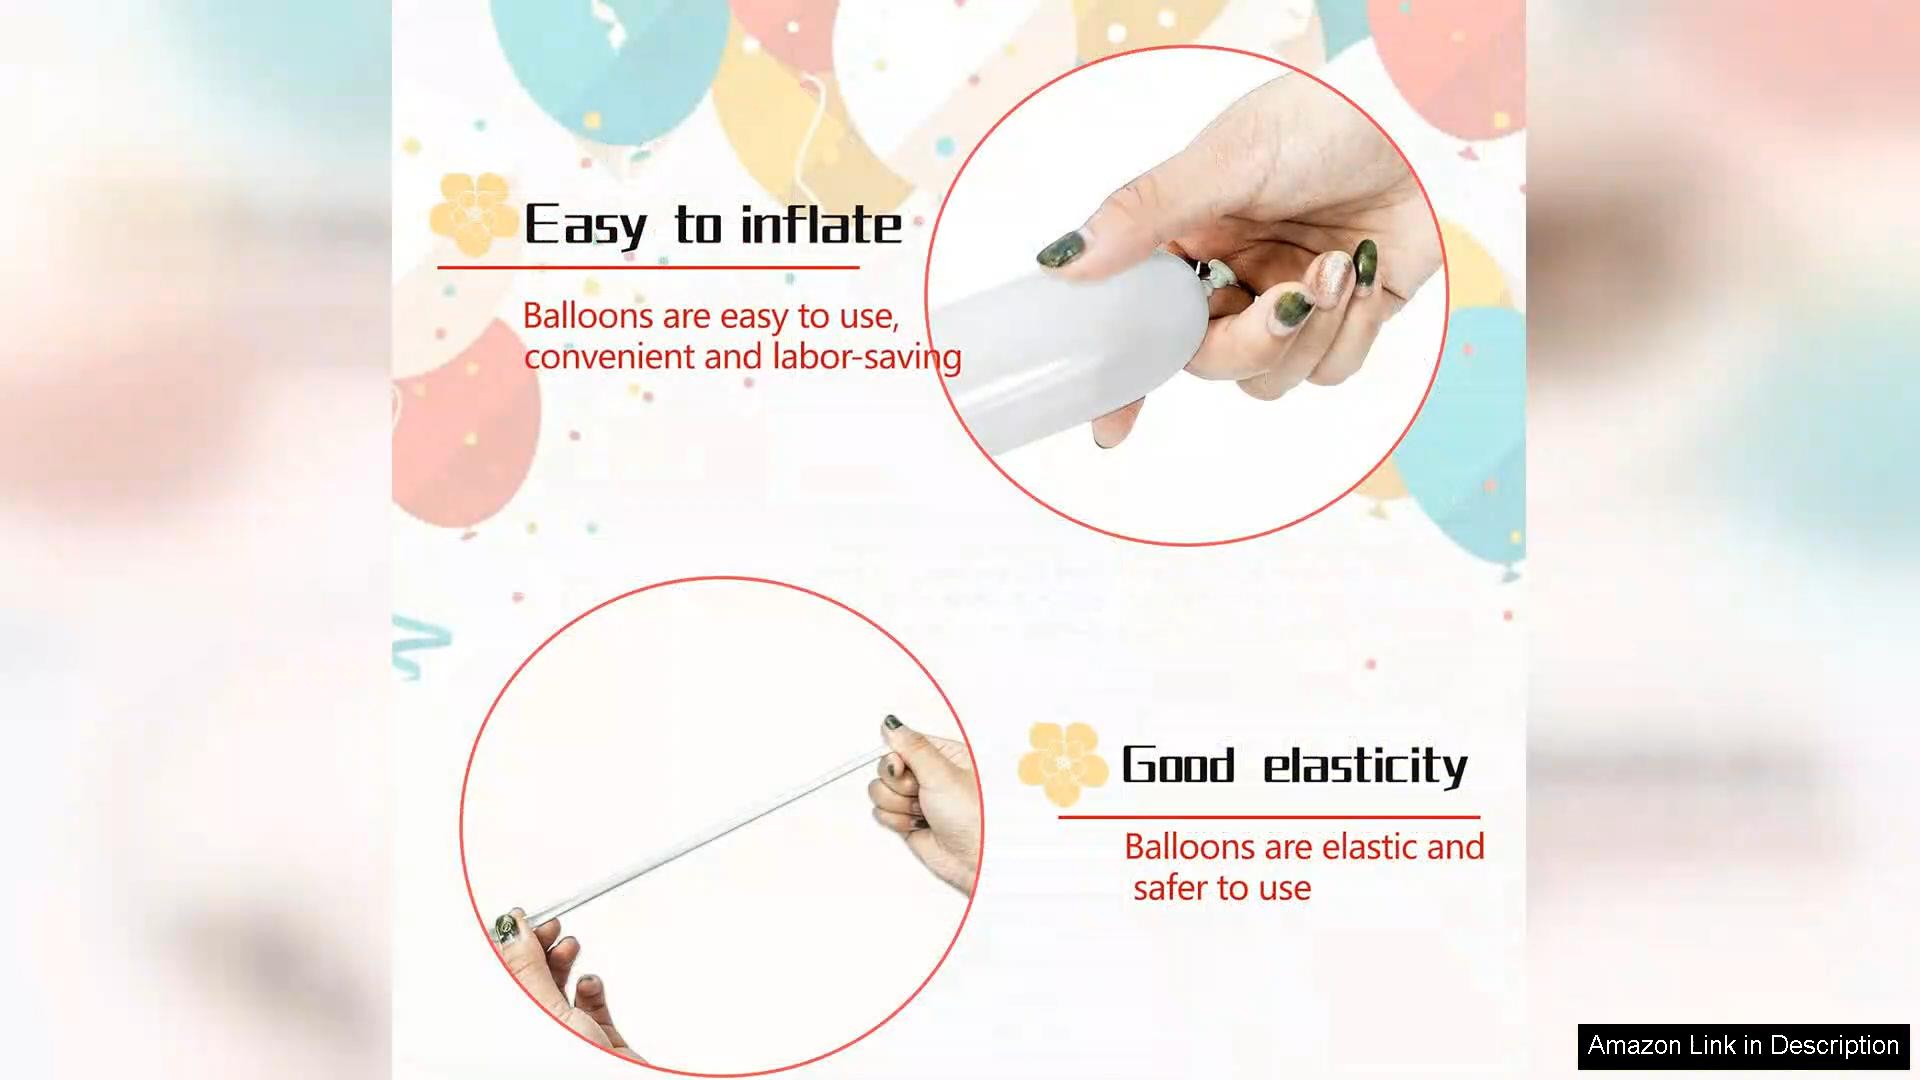 Easy to inflate
Balloons are easy to use,
convenient and labor-saving
Good elasticity
Balloons are elastic and
safer to use
Amazon Link in Description